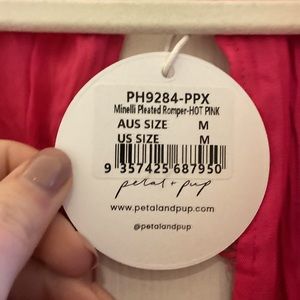 PH9284-PPX
Minelli Pleated Romper-HOT PINK
AUS SIZE M
US SIZE M
9 357425 687950
petal + pup
www.petalandpup.com
@petalandpup